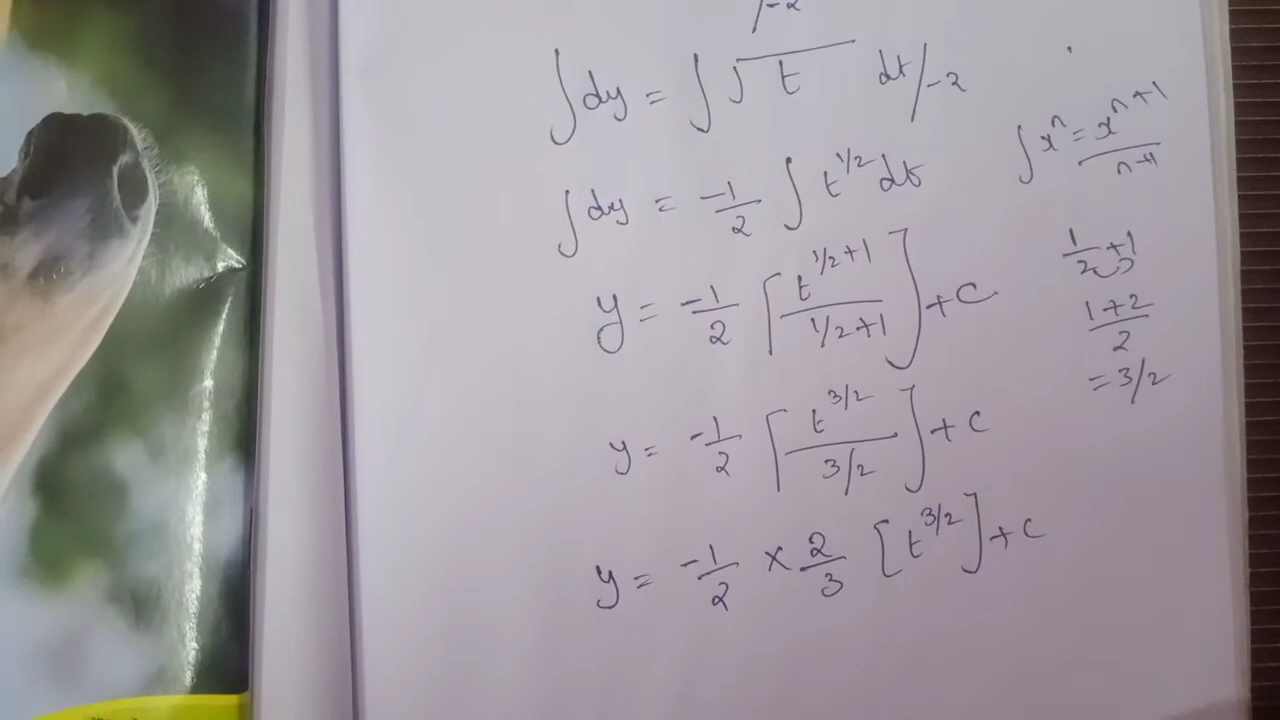 /-2
∫dy = ∫√t dt/-2
∫dy = -1/2 ∫ t^1/2 dt
y = -1/2 [t^1/2+1 / 1/2+1] + C
y = -1/2 [t^3/2 / 3/2] + C
y = -1/2 × 2/3 [t^3/2] + C
∫x^n = x^n+1 / n+1
1/2 + 1
1+2 / 2
= 3/2